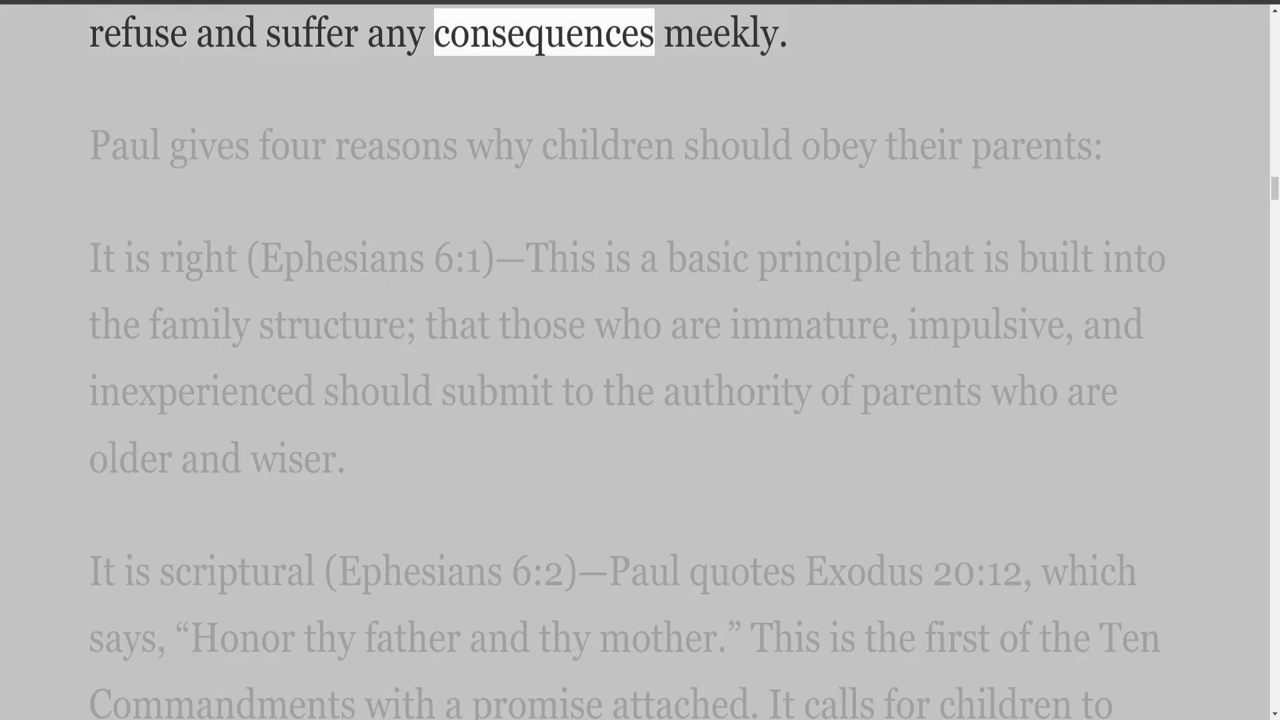 refuse and suffer any consequences meekly.
Paul gives four reasons why children should obey their parents:
It is right (Ephesians 6:1)—This is a basic principle that is built into
the family structure; that those who are immature, impulsive, and
inexperienced should submit to the authority of parents who are
older and wiser.
It is scriptural (Ephesians 6:2)—Paul quotes Exodus 20:12, which
says, “Honor thy father and thy mother.” This is the first of the Ten
Commandments with a promise attached. It calls for children to